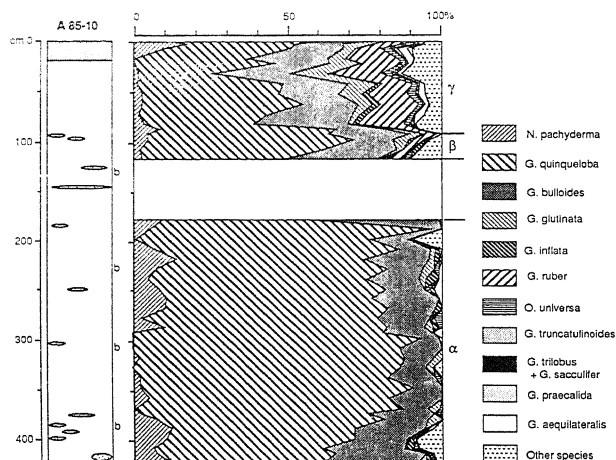 A 85-10
0 50 100%
cm 0
100
200
300
400
b
b
b
b
γ
β
α
N. pachyderma
G. quinqueloba
G. bulloides
G. glutinata
G. inflata
G. ruber
O. universa
G. truncatulinoides
G. trilobus
+ G. sacculifer
G. praecalida
G. aequilateralis
Other species